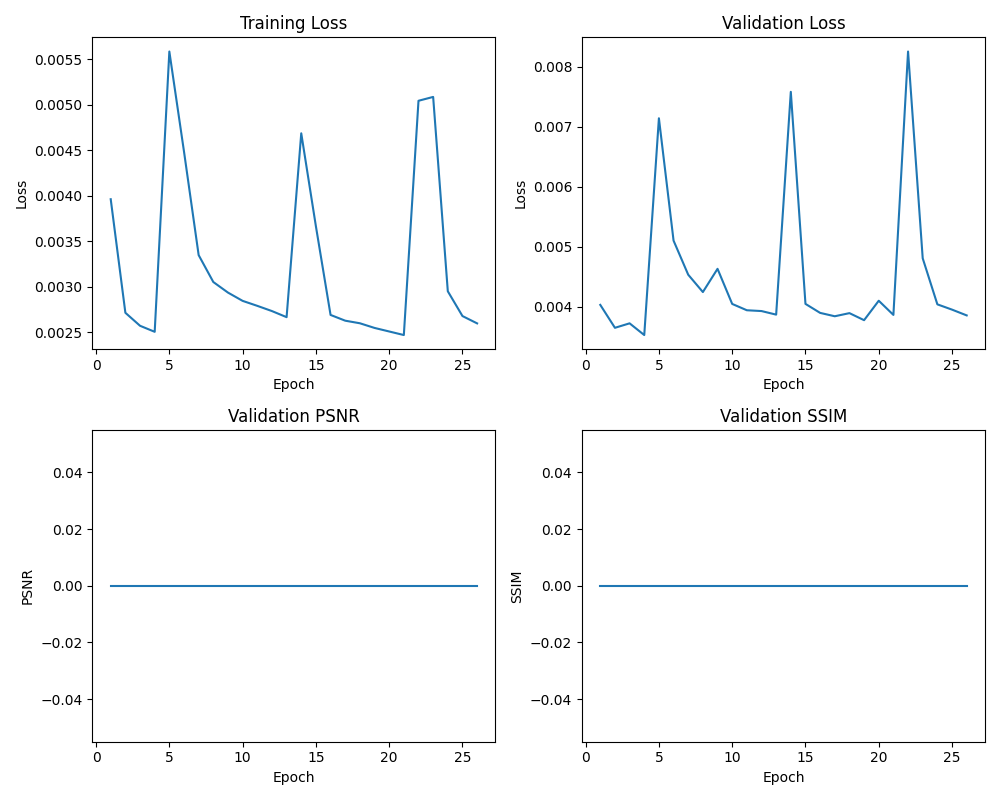 Training Loss
Validation Loss
0.0055
0.0050
0.0045
0.0040
0.0035
0.0030
0.0025
Loss
0 5 10 15 20 25
Epoch
0.008
0.007
0.006
0.005
0.004
Loss
0 5 10 15 20 25
Epoch
Validation PSNR
Validation SSIM
0.04
0.02
0.00
−0.02
−0.04
PSNR
0 5 10 15 20 25
Epoch
0.04
0.02
0.00
−0.02
−0.04
SSIM
0 5 10 15 20 25
Epoch